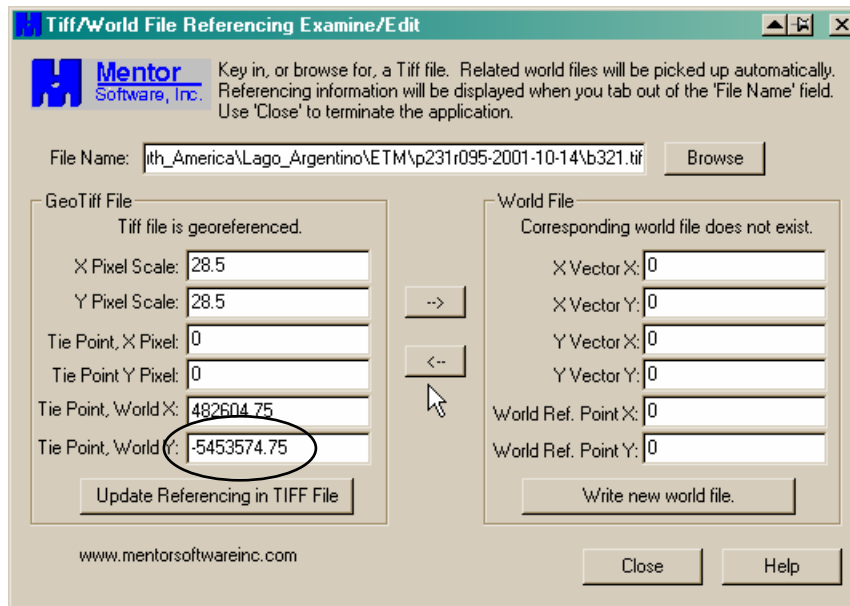 Tiff/World File Referencing Examine/Edit
Mentor
Software, Inc.
Key in, or browse for, a Tiff file. Related world files will be picked up automatically.
Referencing information will be displayed when you tab out of the 'File Name' field.
Use 'Close' to terminate the application.
File Name: uth_America\Lago_Argentino\ETM\p231r095-2001-10-14\b321.tif Browse
GeoTiff File
Tiff file is georeferenced.
X Pixel Scale: 28.5
Y Pixel Scale: 28.5
Tie Point, X Pixel: 0
Tie Point Y Pixel: 0
Tie Point, World X: 482604.75
Tie Point, World Y: -5453574.75
Update Referencing in TIFF File
-->
<--
World File
Corresponding world file does not exist.
X Vector X: 0
X Vector Y: 0
Y Vector X: 0
Y Vector Y: 0
World Ref. Point X: 0
World Ref. Point Y: 0
Write new world file.
www.mentorsoftwareinc.com
Close
Help